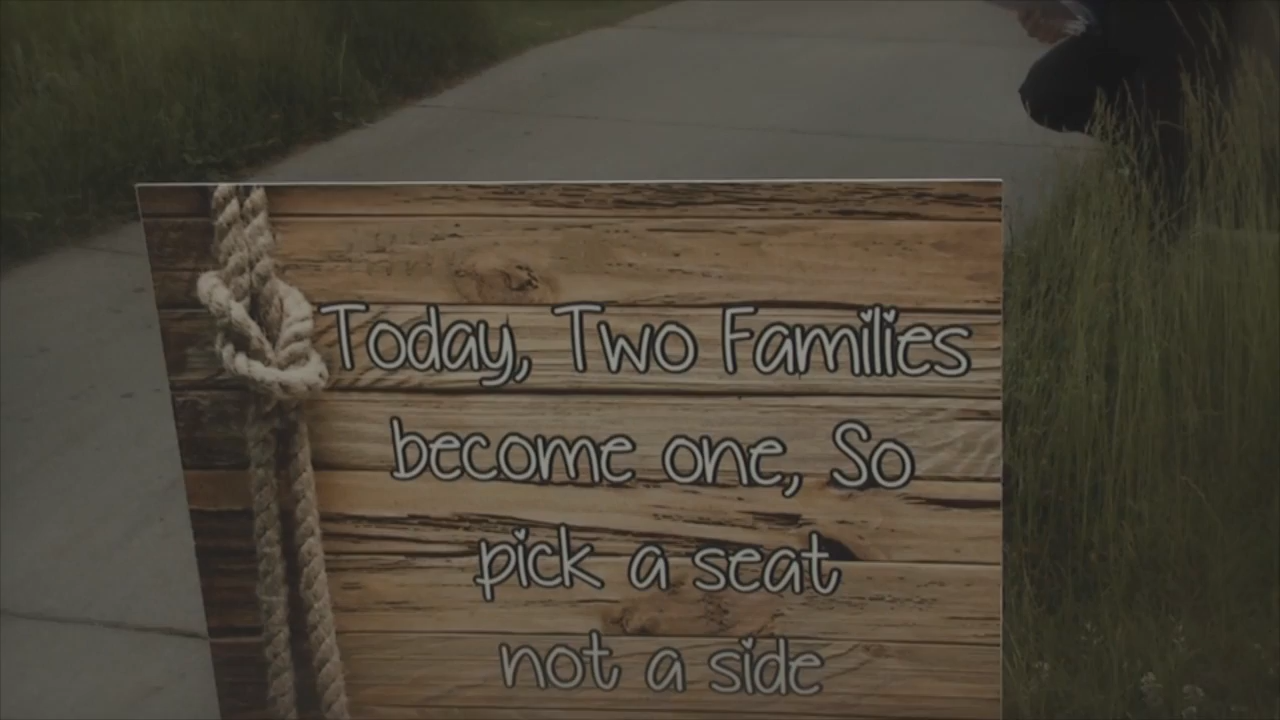 Today, Two Families
become one, So
pick a seat
not a side